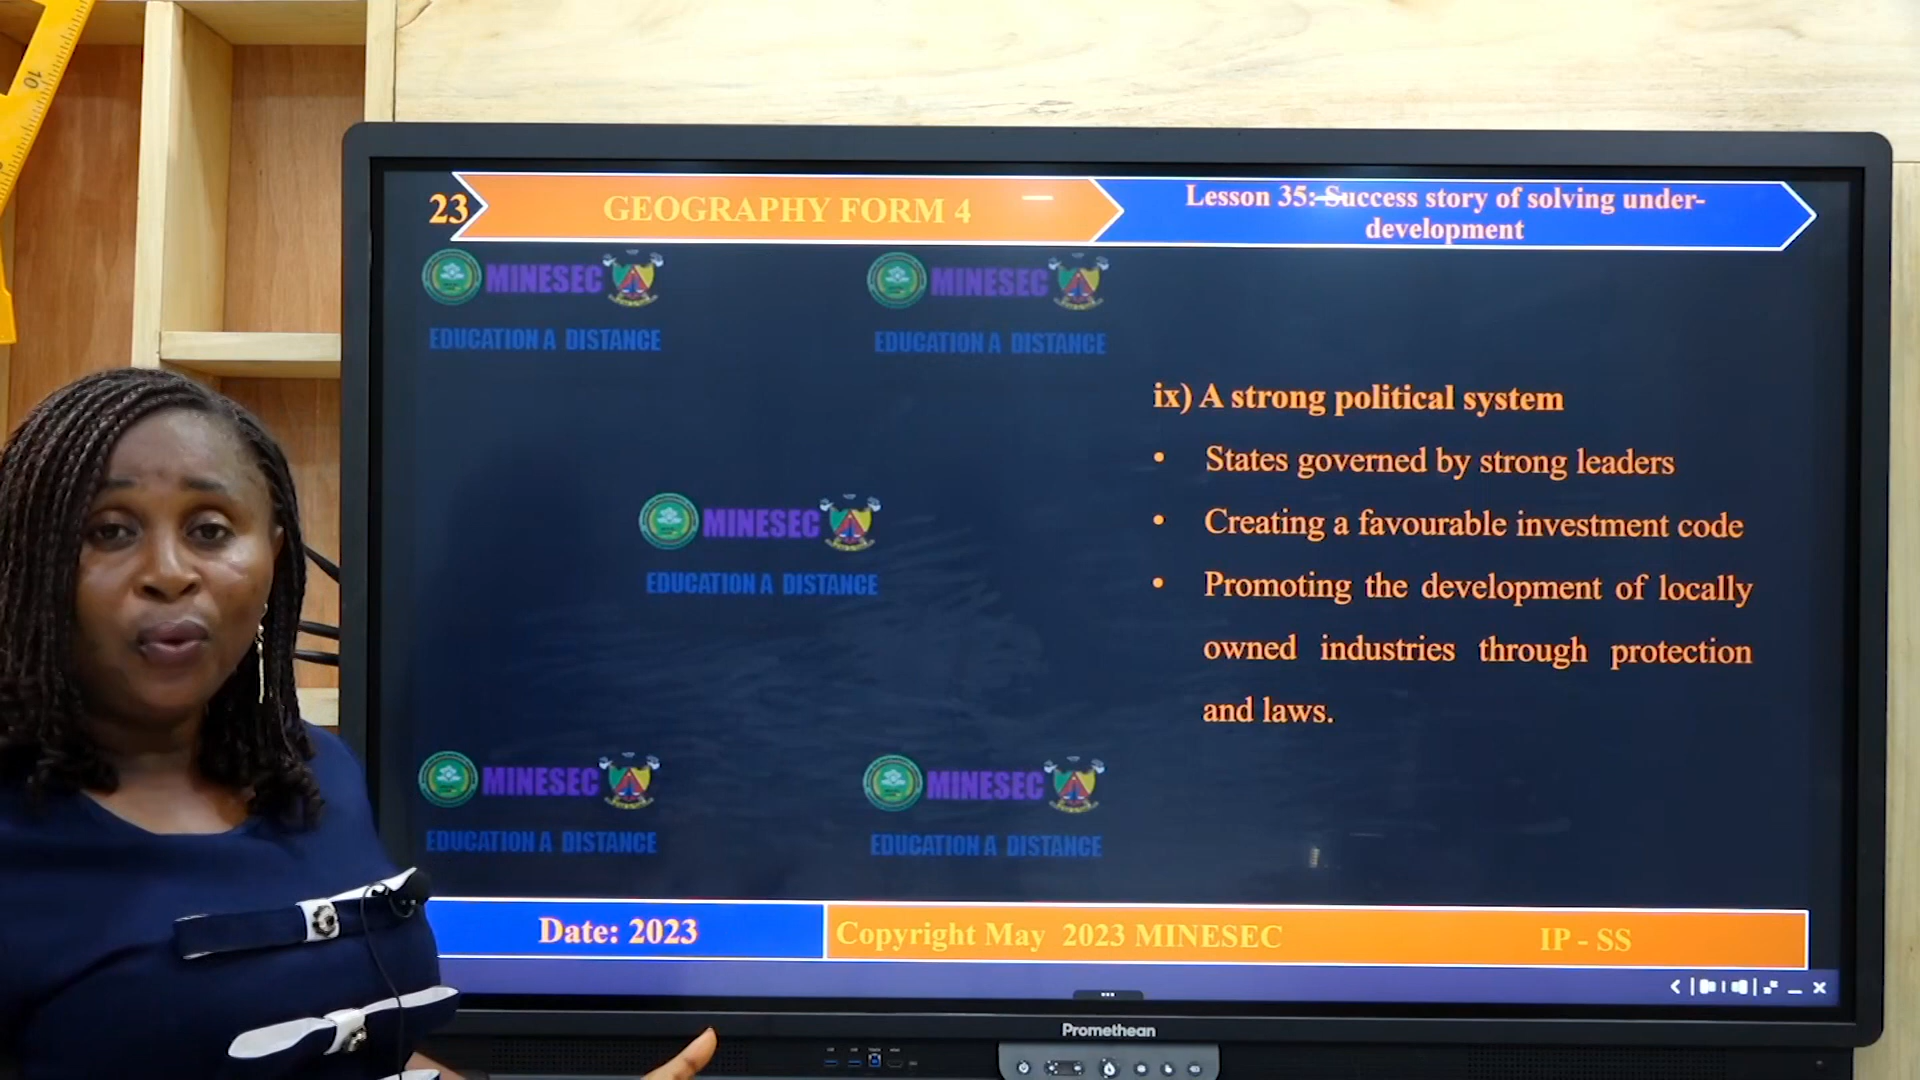 10
23
GEOGRAPHY FORM 4
Lesson 35: Success story of solving under-
development
MINESEC
EDUCATION A DISTANCE
MINESEC
EDUCATION A DISTANCE
ix) A strong political system
• States governed by strong leaders
• Creating a favourable investment code
• Promoting the development of locally
owned industries through protection
and laws.
MINESEC
EDUCATION A DISTANCE
MINESEC
EDUCATION A DISTANCE
MINESEC
EDUCATION A DISTANCE
Date: 2023
Copyright May 2023 MINESEC
IP - SS
Promethean